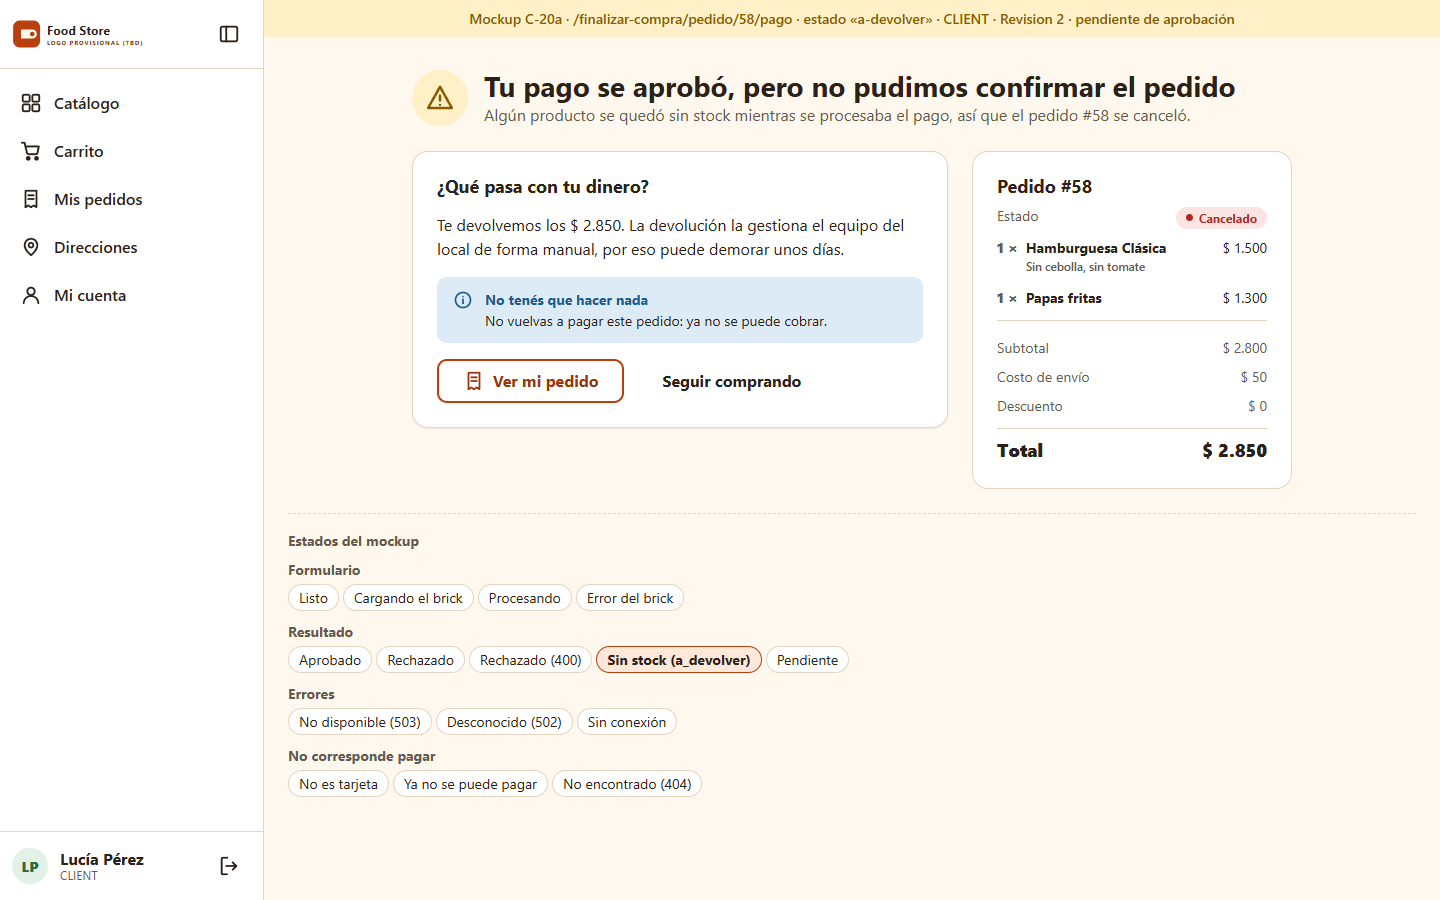 Food Store
LOGO PROVISIONAL (TBD)
Catálogo
Carrito
Mis pedidos
Direcciones
Mi cuenta
LP
Lucía Pérez
CLIENT
Mockup C-20a · /finalizar-compra/pedido/58/pago · estado «a-devolver» · CLIENT · Revision 2 · pendiente de aprobación
Tu pago se aprobó, pero no pudimos confirmar el pedido
Algún producto se quedó sin stock mientras se procesaba el pago, así que el pedido #58 se canceló.
¿Qué pasa con tu dinero?
Te devolvemos los $ 2.850. La devolución la gestiona el equipo del
local de forma manual, por eso puede demorar unos días.
No tenés que hacer nada
No vuelvas a pagar este pedido: ya no se puede cobrar.
Ver mi pedido
Seguir comprando
Pedido #58
Estado
Cancelado
1 × Hamburguesa Clásica $ 1.500
Sin cebolla, sin tomate
1 × Papas fritas $ 1.300
Subtotal $ 2.800
Costo de envío $ 50
Descuento $ 0
Total $ 2.850
Estados del mockup
Formulario
Listo
Cargando el brick
Procesando
Error del brick
Resultado
Aprobado
Rechazado
Rechazado (400)
Sin stock (a_devolver)
Pendiente
Errores
No disponible (503)
Desconocido (502)
Sin conexión
No corresponde pagar
No es tarjeta
Ya no se puede pagar
No encontrado (404)